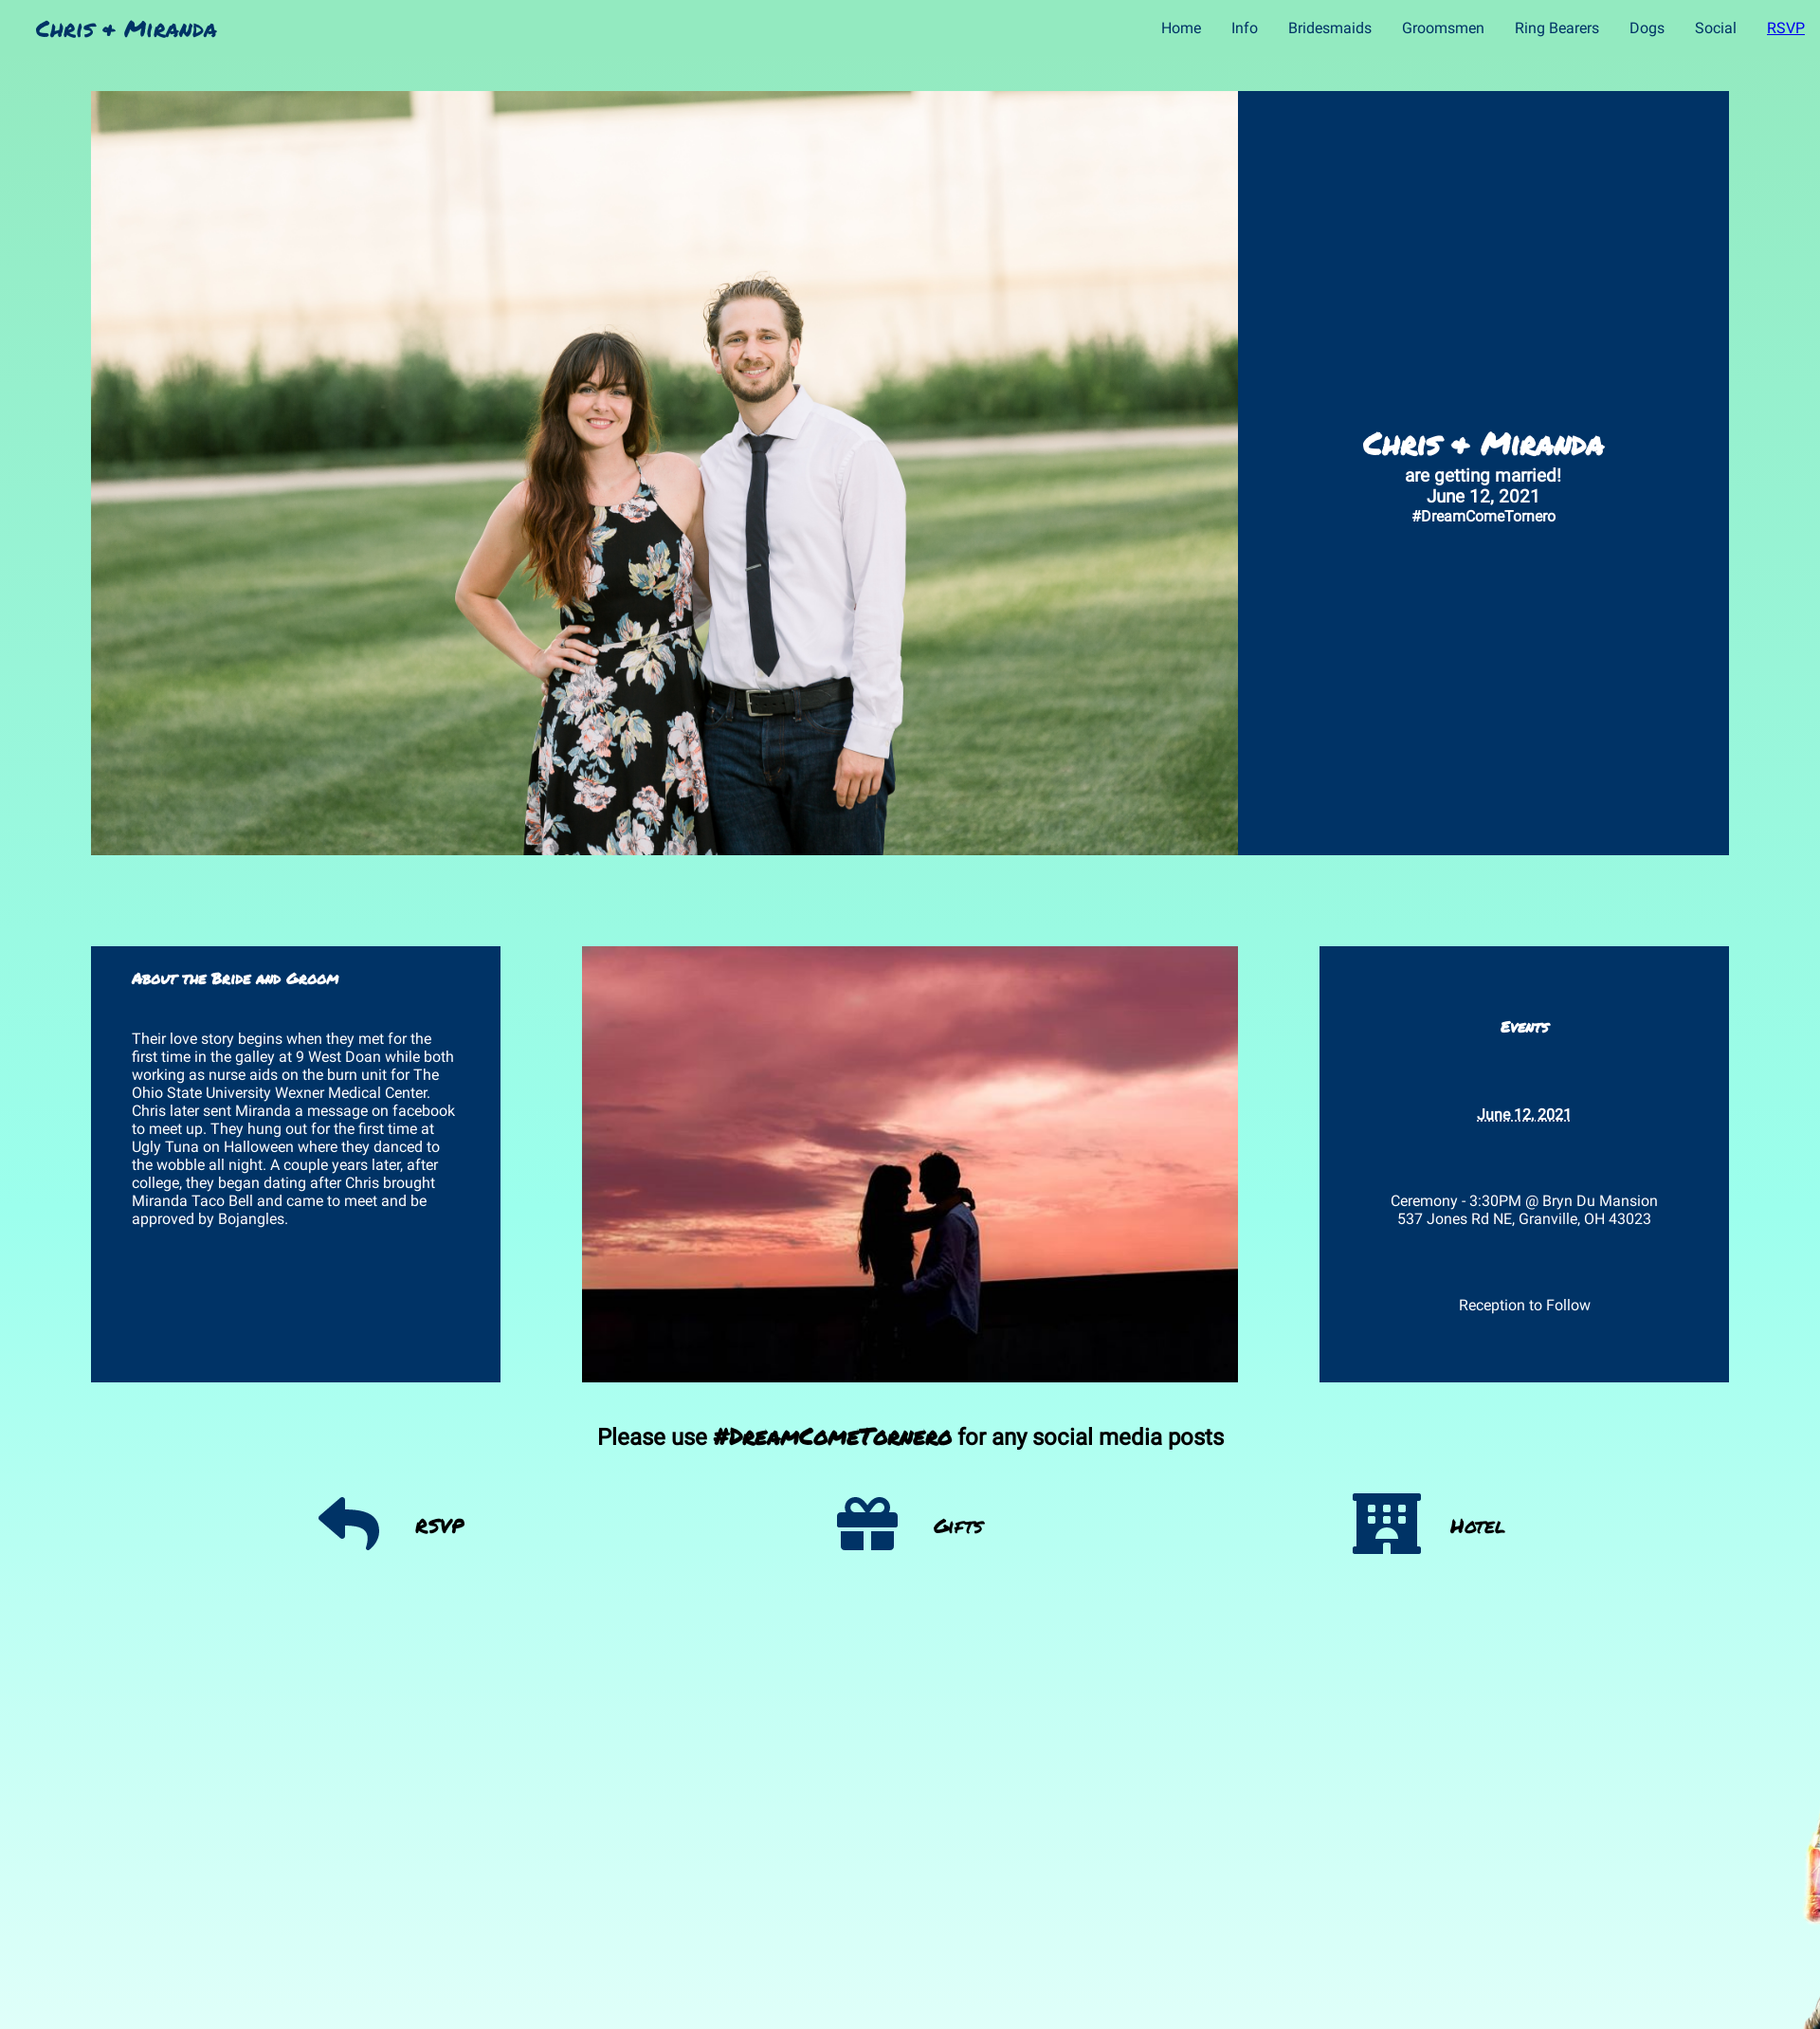 Chris & Miranda
Home Info Bridesmaids Groomsmen Ring Bearers Dogs Social RSVP
Chris & Miranda
are getting married!
June 12, 2021
#DreamComeTornero
About the Bride and Groom
Their love story begins when they met for the
first time in the galley at 9 West Doan while both
working as nurse aids on the burn unit for The
Ohio State University Wexner Medical Center.
Chris later sent Miranda a message on facebook
to meet up. They hung out for the first time at
Ugly Tuna on Halloween where they danced to
the wobble all night. A couple years later, after
college, they began dating after Chris brought
Miranda Taco Bell and came to meet and be
approved by Bojangles.
Events
June 12, 2021
Ceremony - 3:30PM @ Bryn Du Mansion
537 Jones Rd NE, Granville, OH 43023
Reception to Follow
Please use #DreamComeTornero for any social media posts
RSVP
Gifts
Hotel